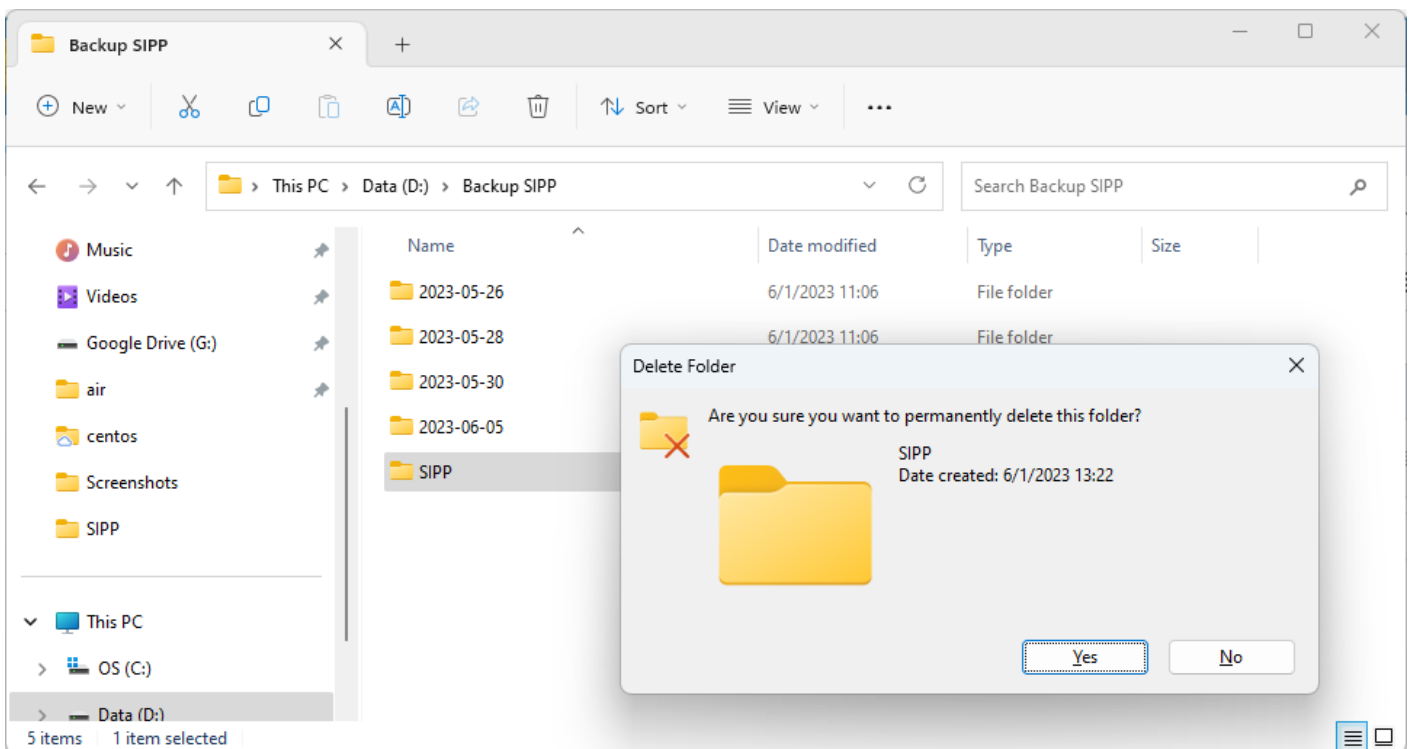 Backup SIPP
New
Sort
View
This PC
Data (D:)
Backup SIPP
Search Backup SIPP
Music
Videos
Google Drive (G:)
air
centos
Screenshots
SIPP
This PC
OS (C:)
Data (D:)
Name
Date modified
Type
Size
2023-05-26
6/1/2023 11:06
File folder
2023-05-28
6/1/2023 11:06
File folder
2023-05-30
2023-06-05
SIPP
Delete Folder
Are you sure you want to permanently delete this folder?
SIPP
Date created: 6/1/2023 13:22
Yes
No
5 items
1 item selected